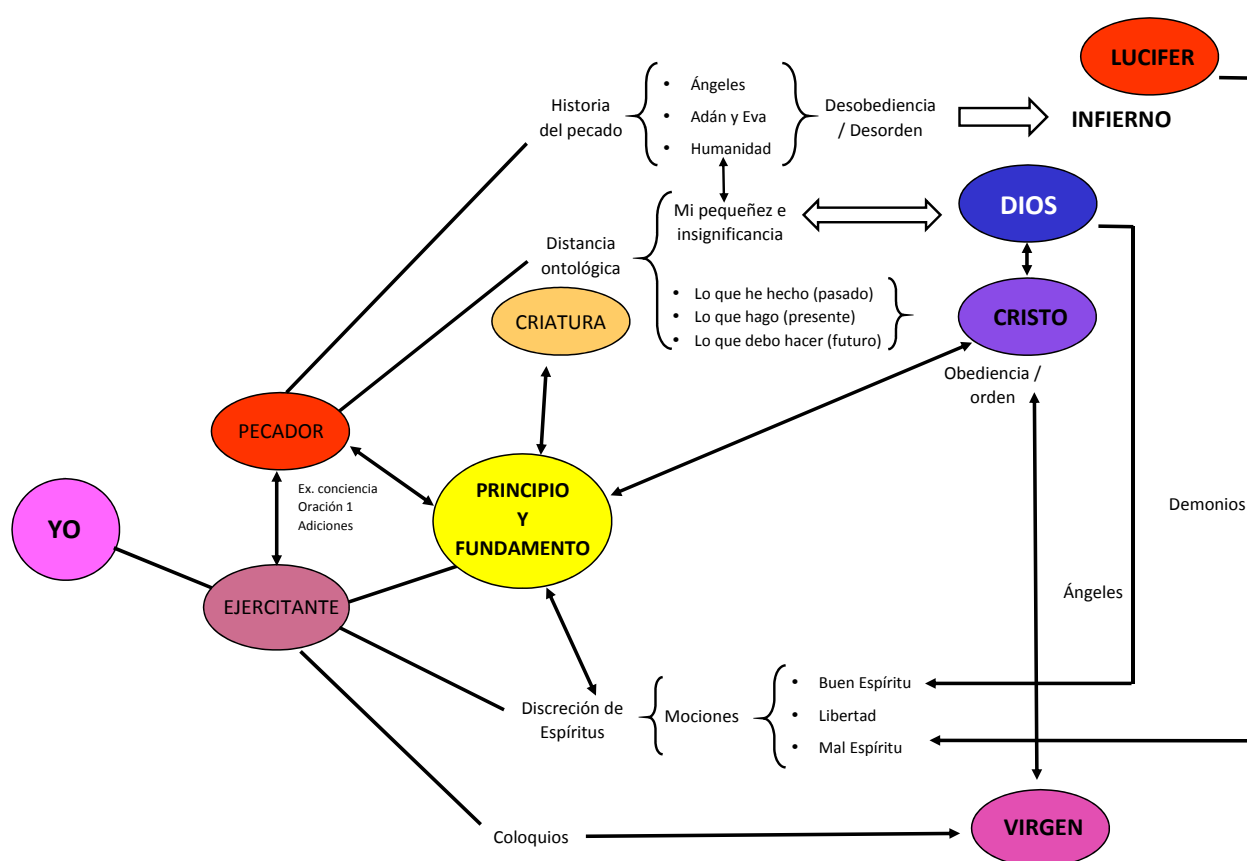 LUCIFER
• Ángeles
Historia
del pecado
• Adán y Eva
Desobediencia
/ Desorden
INFIERNO
• Humanidad
DIOS
Mi pequeñez e
insignificancia
Distancia
ontológica
• Lo que he hecho (pasado)
• Lo que hago (presente)
• Lo que debo hacer (futuro)
CRIATURA
CRISTO
Obediencia /
orden
PECADOR
Ex. conciencia
Oración 1
Adiciones
PRINCIPIO
Y
FUNDAMENTO
YO
Demonios
EJERCITANTE
Ángeles
• Buen Espíritu
Discreción de
Espíritus
Mociones
• Libertad
• Mal Espíritu
Coloquios
VIRGEN